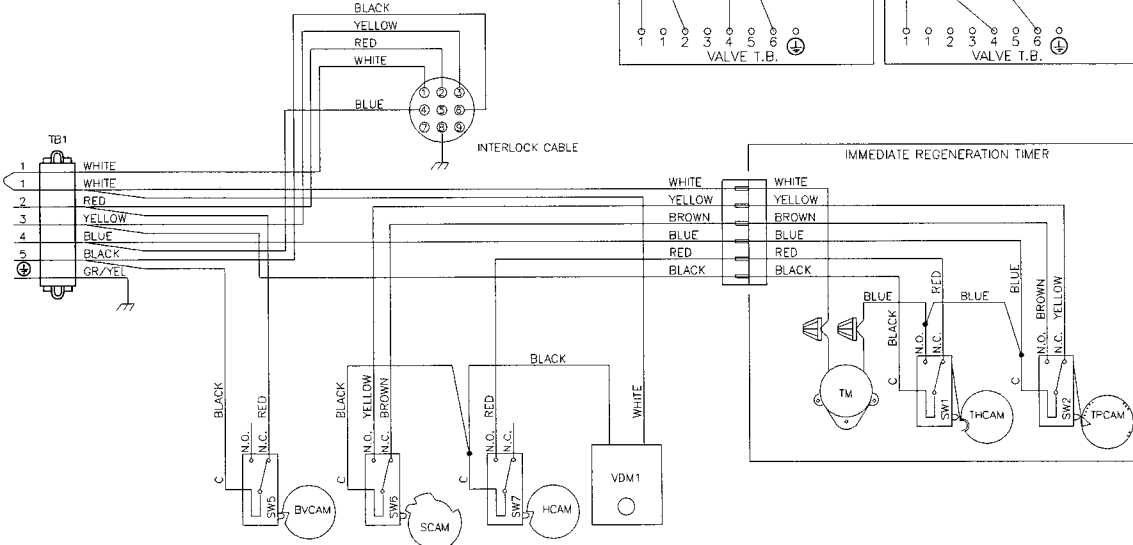 BLACK
YELLOW
RED
WHITE
BLUE
1 2 3
4 5 6
7 8 9
INTERLOCK CABLE
1 1 2 3 4 5 6
VALVE T.B.
1 1 2 3 4 5 6
VALVE T.B.
TB1
1 WHITE
1 WHITE
2 RED
3 YELLOW
4 BLUE
5 BLACK
GR/YEL
IMMEDIATE REGENERATION TIMER
WHITE WHITE
YELLOW YELLOW
BROWN BROWN
BLUE BLUE
RED RED
BLACK BLACK
BLUE
BLACK
RED
BLUE
BLUE
BROWN
YELLOW
N.O.
N.C.
N.O.
N.C.
C
C
TM
SW1
THCAM
SW2
TPCAM
BLACK
RED
BLACK
YELLOW
BROWN
RED
BLACK
WHITE
C
N.O.
N.C.
C
N.O.
N.C.
C
N.O.
N.C.
SW5
BVCAM
SW6
SCAM
SW7
HCAM
VDM1